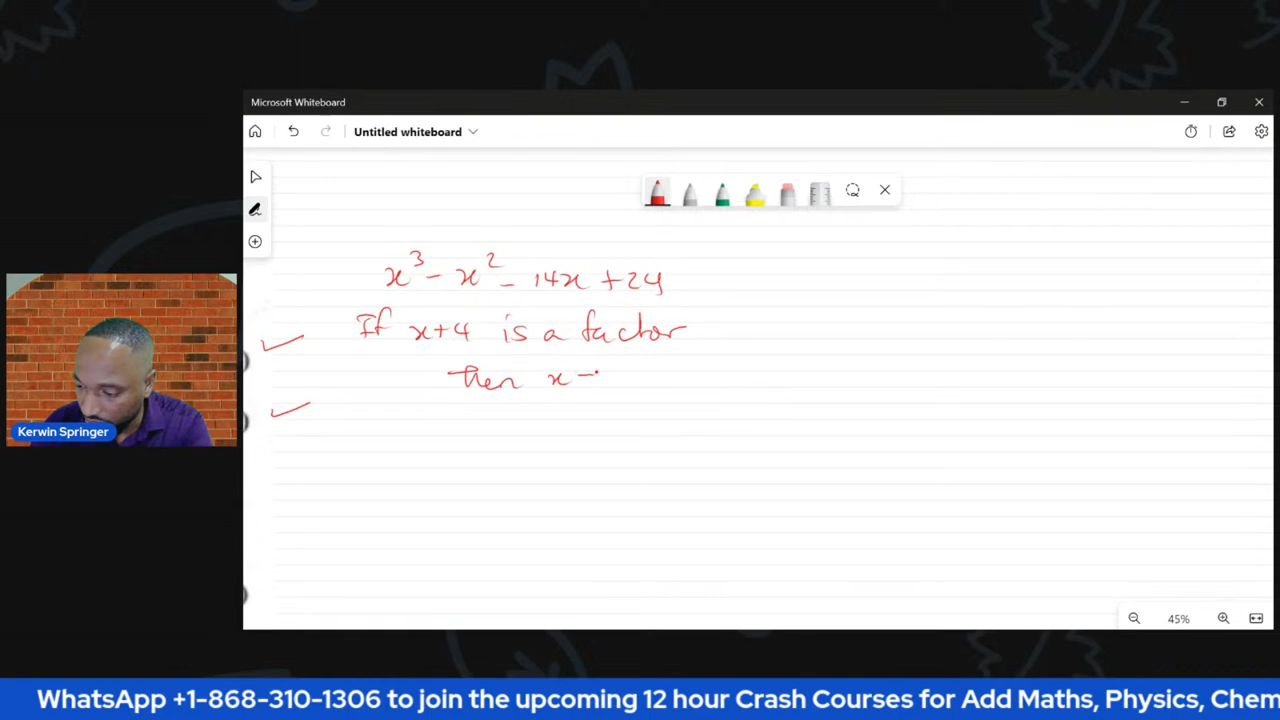 Microsoft Whiteboard
Untitled whiteboard
x³ - x² - 14x + 24
If x+4 is a factor
then x -
Kerwin Springer
45%
WhatsApp +1-868-310-1306 to join the upcoming 12 hour Crash Courses for Add Maths, Physics, Chem